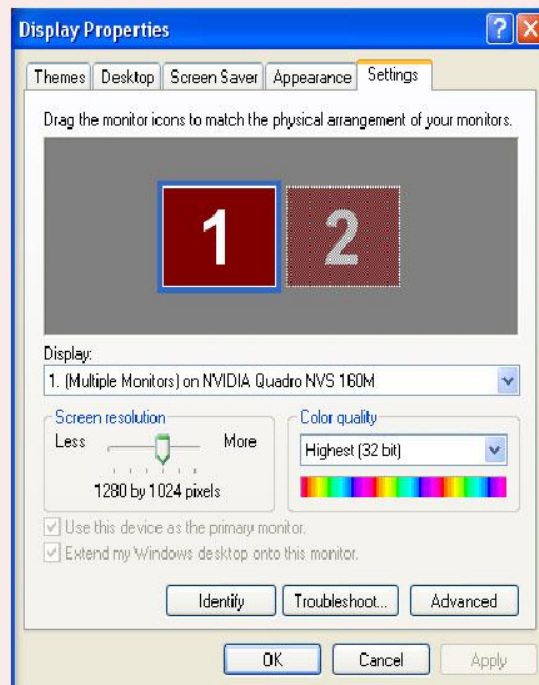 Display Properties
Themes Desktop Screen Saver Appearance Settings
Drag the monitor icons to match the physical arrangement of your monitors.
1 2
Display:
1. (Multiple Monitors) on NVIDIA Quadro NVS 160M
Screen resolution Color quality
Less More Highest (32 bit)
1280 by 1024 pixels
Use this device as the primary monitor.
Extend my Windows desktop onto this monitor.
Identify Troubleshoot... Advanced
OK Cancel Apply